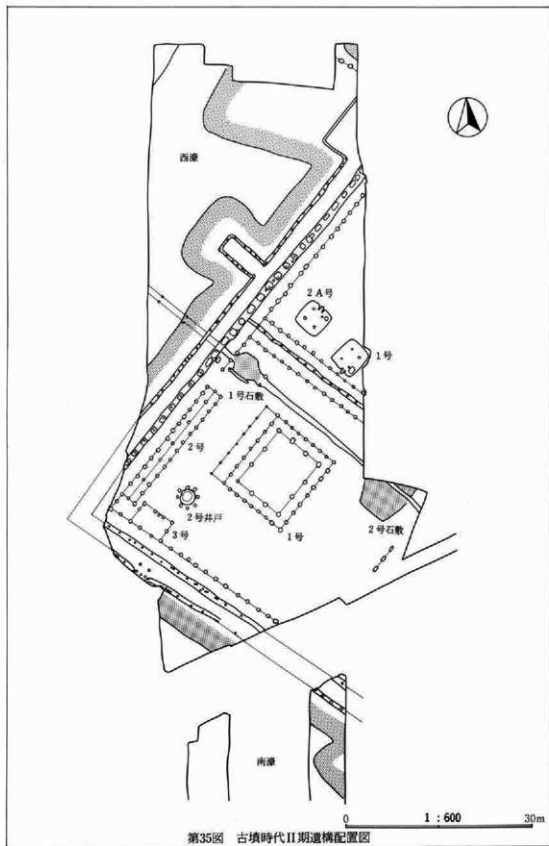 西濠
2A号
1号
1号石敷
2号
2号井戸
3号
1号
2号石敷
南濠
0 1:600 30m
第35図 古墳時代II期遺構配置図